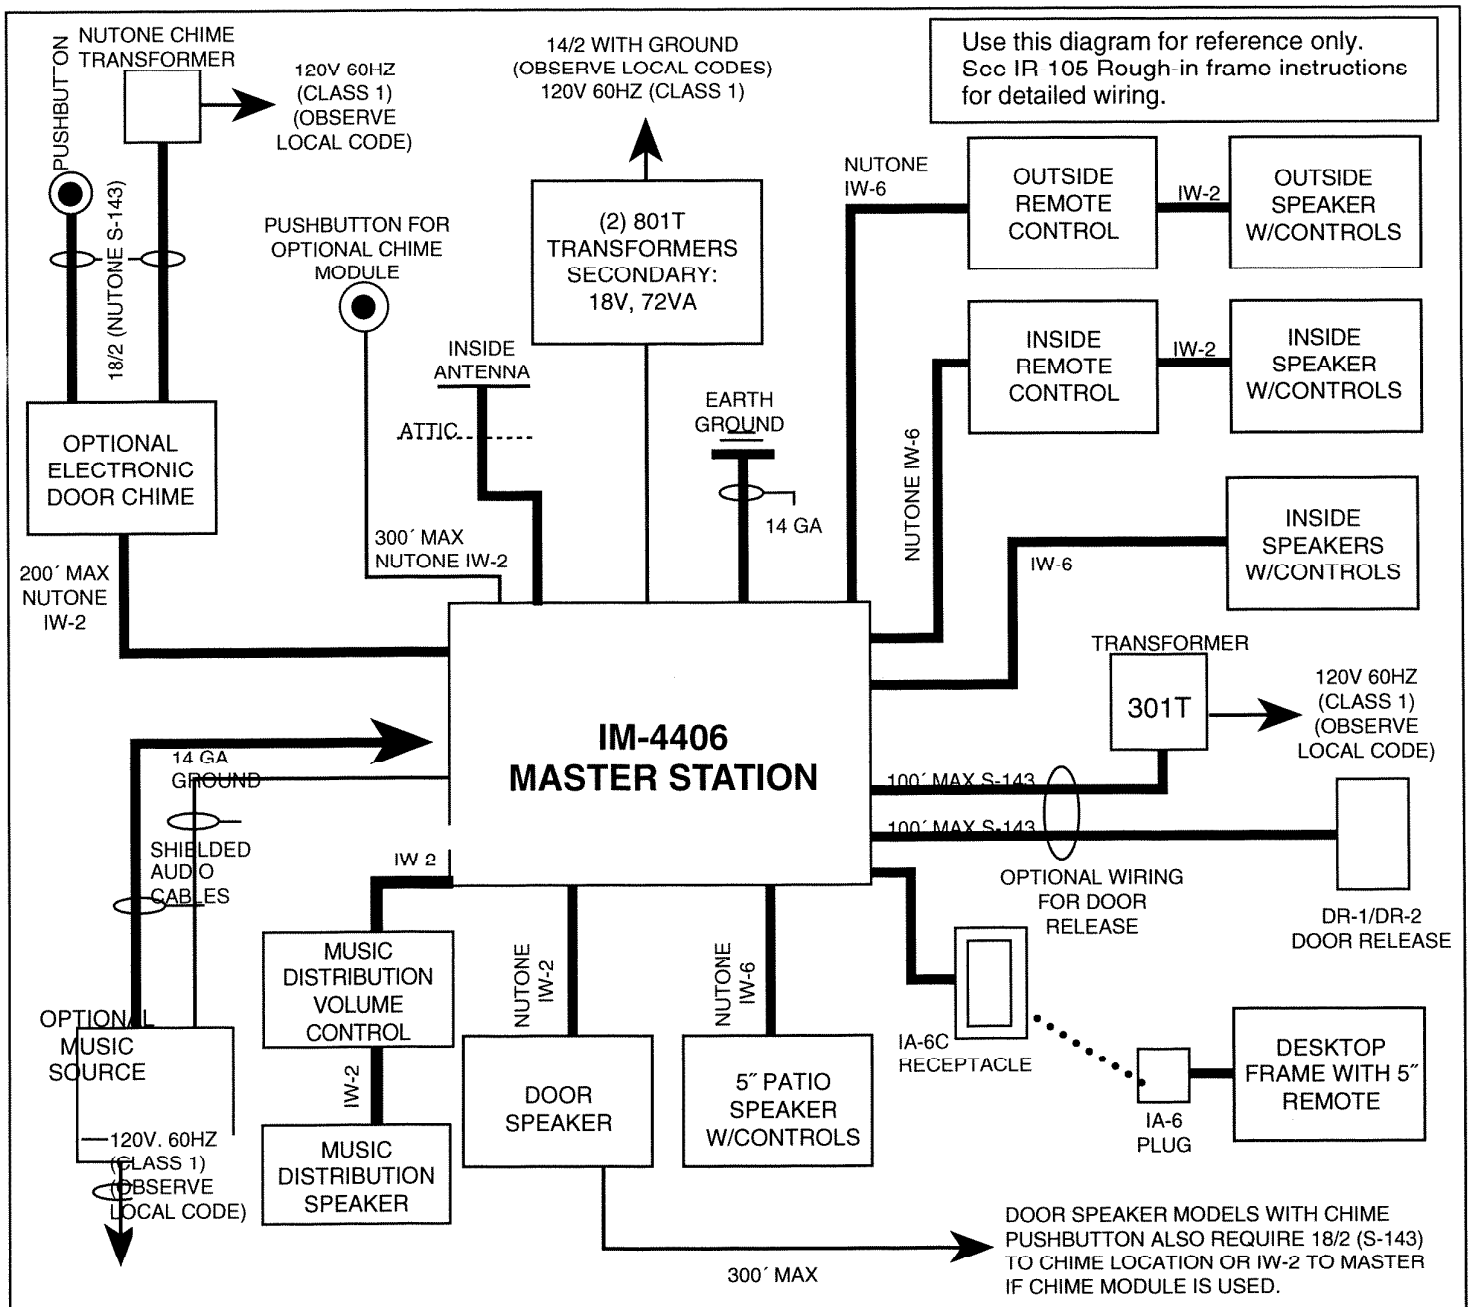 NUTONE CHIME
TRANSFORMER
PUSHBUTTON
120V 60HZ
(CLASS 1)
(OBSERVE
LOCAL CODE)
14/2 WITH GROUND
(OBSERVE LOCAL CODES)
120V 60HZ (CLASS 1)
Use this diagram for reference only.
See IR 105 Rough-in frame instructions
for detailed wiring.
18/2 (NUTONE S-143)
PUSHBUTTON FOR
OPTIONAL CHIME
MODULE
(2) 801T
TRANSFORMERS
SECONDARY:
18V, 72VA
NUTONE
IW-6
OUTSIDE
REMOTE
CONTROL
IW-2
OUTSIDE
SPEAKER
W/CONTROLS
INSIDE
ANTENNA
ATTIC
EARTH
GROUND
14 GA
NUTONE IW-6
INSIDE
REMOTE
CONTROL
IW-2
INSIDE
SPEAKER
W/CONTROLS
OPTIONAL
ELECTRONIC
DOOR CHIME
300´ MAX
NUTONE IW-2
200´ MAX
NUTONE
IW-2
IW-6
INSIDE
SPEAKERS
W/CONTROLS
TRANSFORMER
301T
120V 60HZ
(CLASS 1)
(OBSERVE
LOCAL CODE)
IM-4406
MASTER STATION
14 GA
GROUND
SHIELDED
AUDIO
CABLES
100´ MAX S-143
100´ MAX S-143
OPTIONAL WIRING
FOR DOOR
RELEASE
DR-1/DR-2
DOOR RELEASE
IW 2
MUSIC
DISTRIBUTION
VOLUME
CONTROL
IW-2
MUSIC
DISTRIBUTION
SPEAKER
NUTONE
IW-2
DOOR
SPEAKER
NUTONE
IW-6
5˝ PATIO
SPEAKER
W/CONTROLS
IA-6C
RECEPTACLE
IA-6
PLUG
DESKTOP
FRAME WITH 5˝
REMOTE
OPTIONAL
MUSIC
SOURCE
120V. 60HZ
(CLASS 1)
(OBSERVE
LOCAL CODE)
300´ MAX
DOOR SPEAKER MODELS WITH CHIME
PUSHBUTTON ALSO REQUIRE 18/2 (S-143)
TO CHIME LOCATION OR IW-2 TO MASTER
IF CHIME MODULE IS USED.